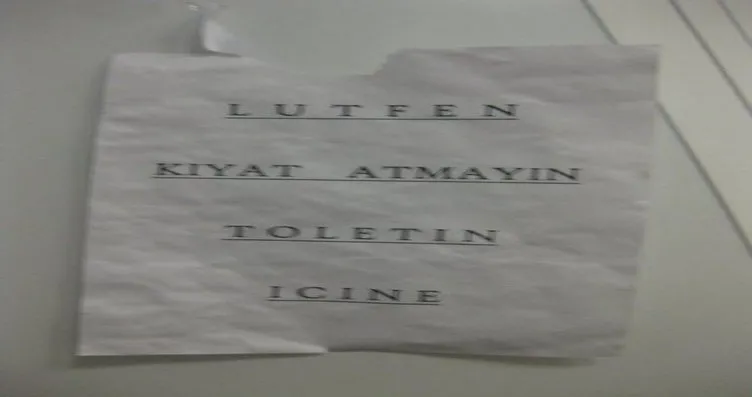 LUTFEN
KIYAT ATMAYIN
TOLETIN
ICINE